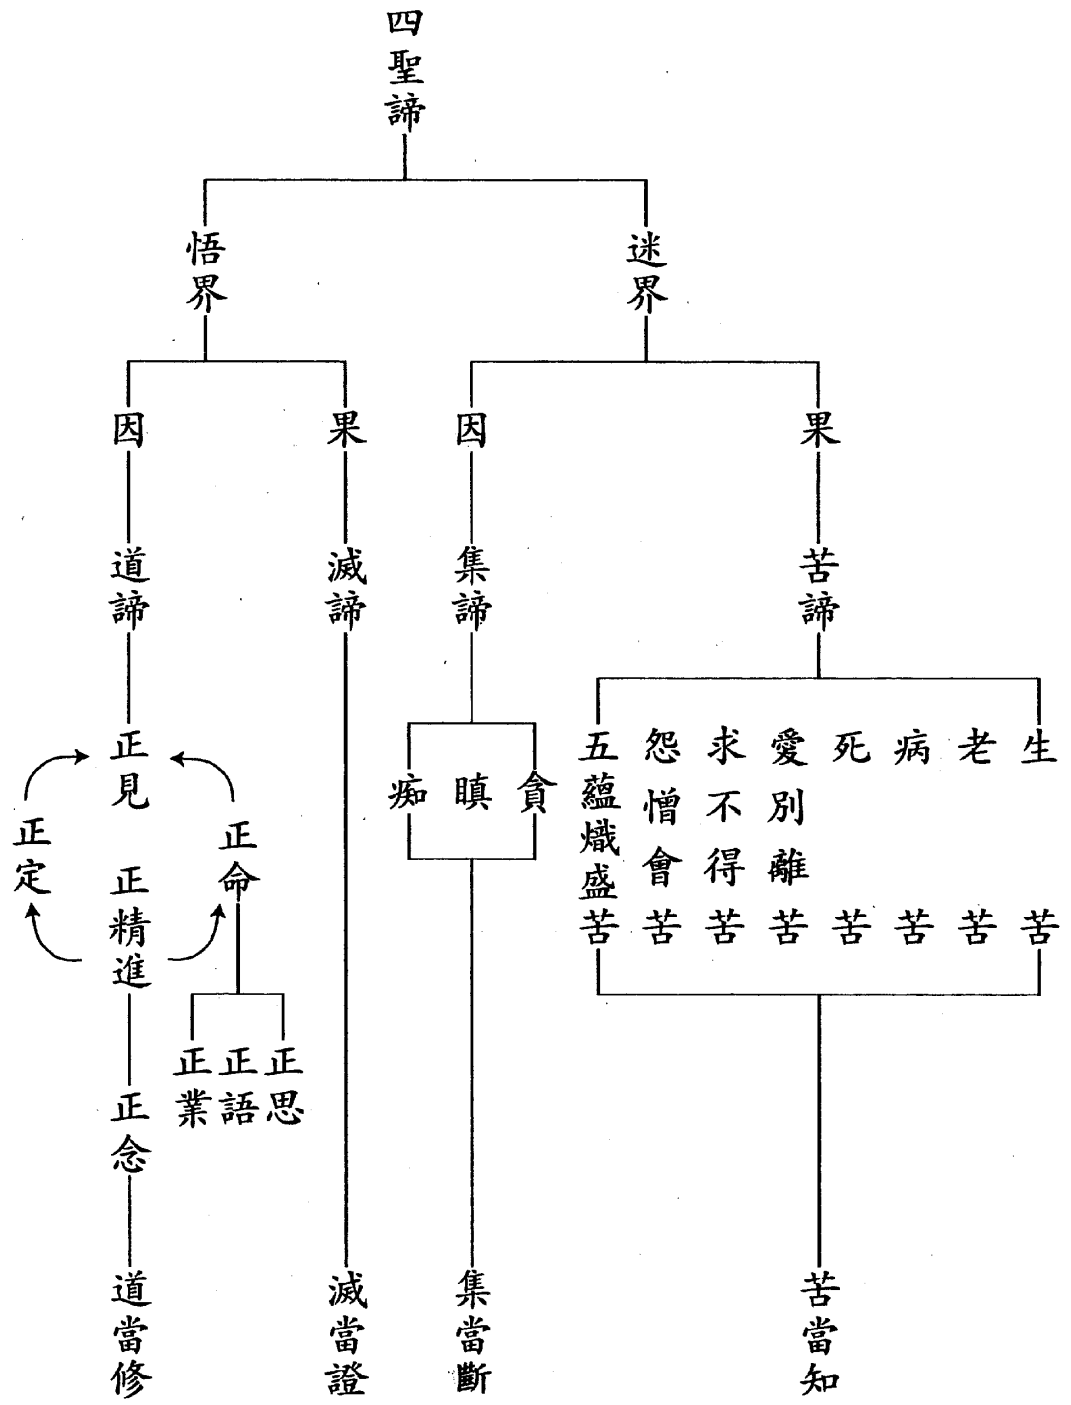 四聖諦
迷界
悟界
果
因
果
因
苦諦
集諦
滅諦
道諦
生苦
老苦
病苦
死苦
愛別離苦
求不得苦
怨憎會苦
五蘊熾盛苦
貪
瞋
痴
正見
正命
正精進
正定
正思
正語
正業
正念
苦當知
集當斷
滅當證
道當修